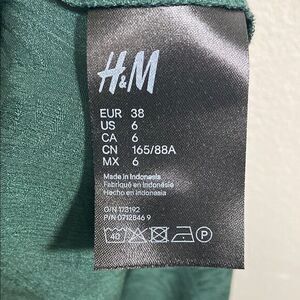 H&M
EUR 38
US 6
CA 6
CN 165/88A
MX 6
Made in Indonesia
Fabriqué en Indonésie
Hecho en Indonesia
O/N 173192
P/N 0712846 9
40 P